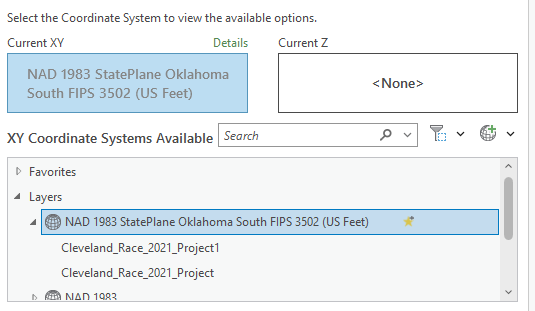 Select the Coordinate System to view the available options.
Current XY Details Current Z
NAD 1983 StatePlane Oklahoma
South FIPS 3502 (US Feet)
<None>
XY Coordinate Systems Available Search
Favorites
Layers
NAD 1983 StatePlane Oklahoma South FIPS 3502 (US Feet)
Cleveland_Race_2021_Project1
Cleveland_Race_2021_Project
NAD 1983